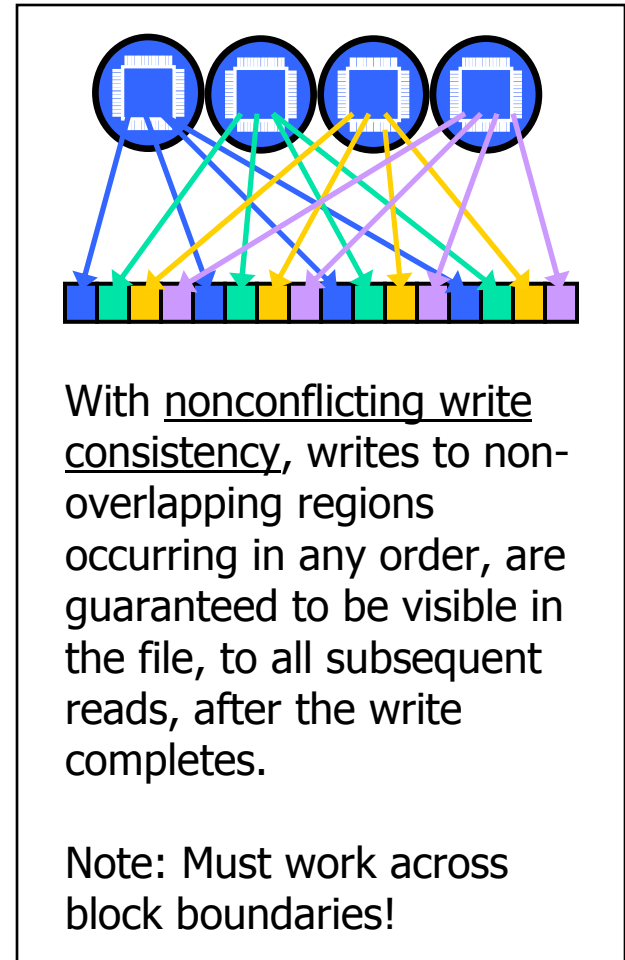 With nonconflicting write
consistency, writes to non-
overlapping regions
occurring in any order, are
guaranteed to be visible in
the file, to all subsequent
reads, after the write
completes.
Note: Must work across
block boundaries!